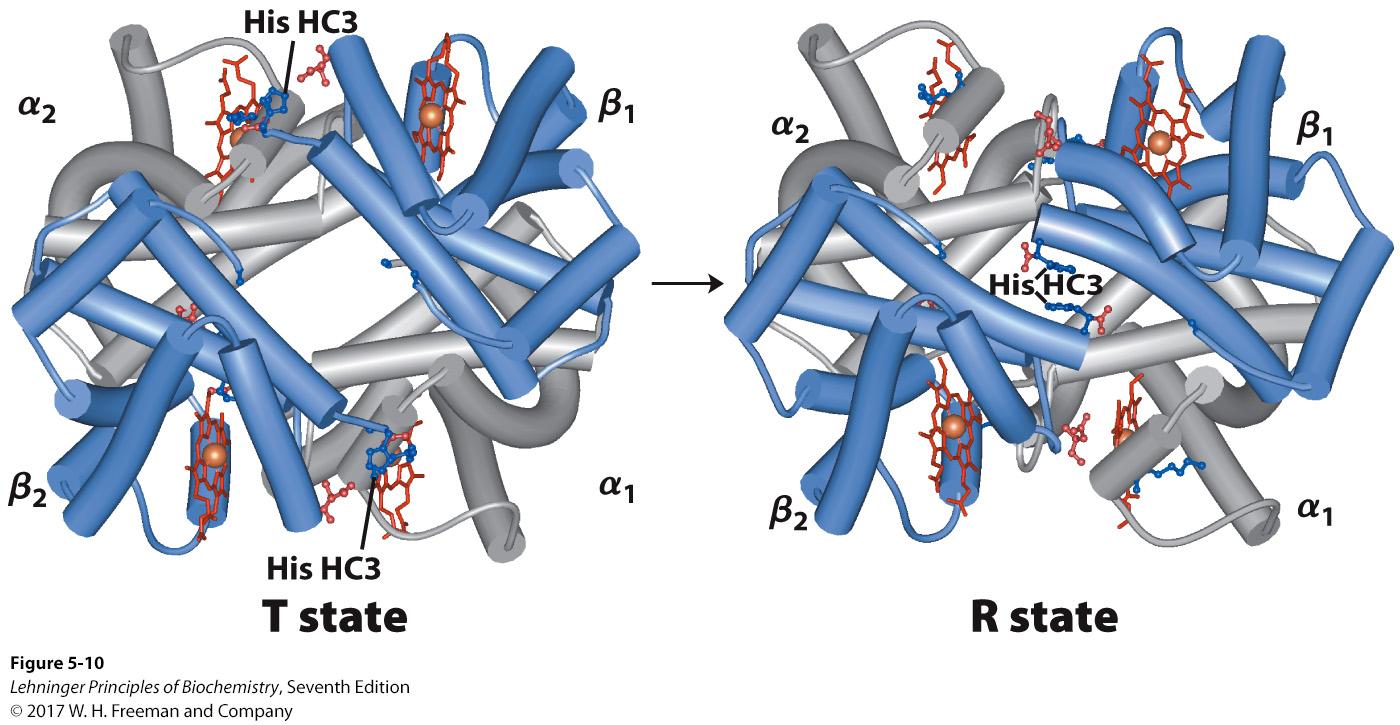 His HC3
α2
β1
β2
α1
His HC3
T state
α2
β1
His HC3
β2
α1
R state
Figure 5-10
Lehninger Principles of Biochemistry, Seventh Edition
© 2017 W. H. Freeman and Company